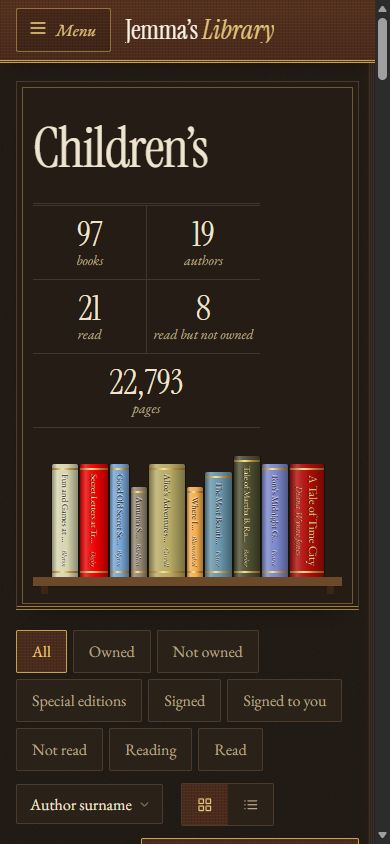 Menu
Jemma's Library
Children's
97
books
19
authors
21
read
8
read but not owned
22,793
pages
Fun and Games at...
Secret Letters at Tr...
Good Old Secret Se...
Autumn S...
Alice's Adventures...
Where I...
The Most Beauti...
Tale of Martha B. Ra...
Tom's Midnight G...
A Tale of Time City
Diana Wynne Jones
All
Owned
Not owned
Special editions
Signed
Signed to you
Not read
Reading
Read
Author surname